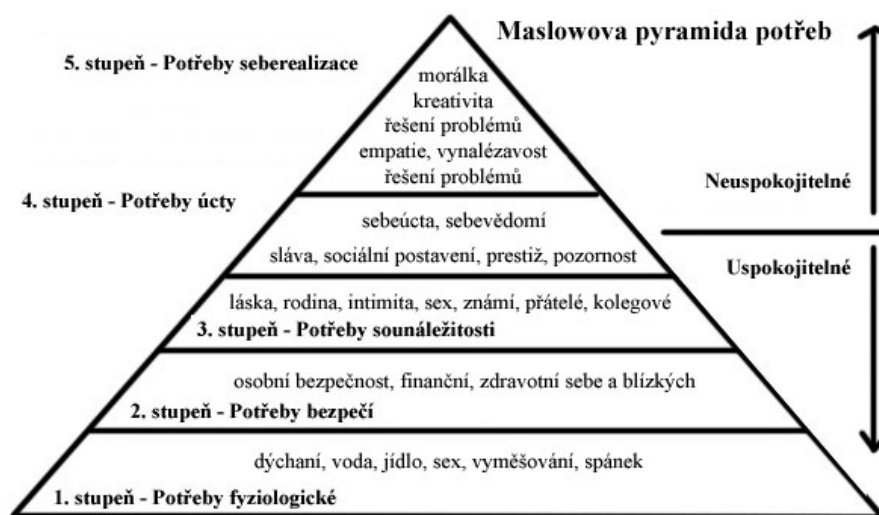 Maslowova pyramida potřeb
5. stupeň - Potřeby seberealizace
morálka
kreativita
řešení problémů
empatie, vynalézavost
řešení problémů
Neuspokojitelné
4. stupeň - Potřeby úcty
sebeúcta, sebevědomí
sláva, sociální postavení, prestiž, pozornost
Uspokojitelné
láska, rodina, intimita, sex, známí, přátelé, kolegové
3. stupeň - Potřeby sounáležitosti
osobní bezpečnost, finanční, zdravotní sebe a blízkých
2. stupeň - Potřeby bezpečí
dýchaní, voda, jídlo, sex, vyměšování, spánek
1. stupeň - Potřeby fyziologické